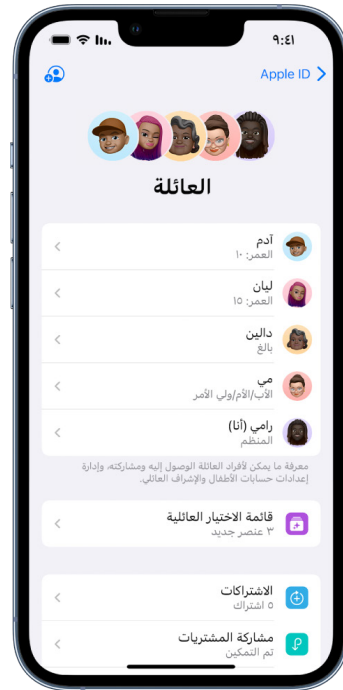 ٩:٤١
Apple ID
العائلة
آدم
العمر: ١٠
ليان
العمر: ١٥
دالين
بالغ
مي
الأب/الأم/ولي الأمر
رامي (أنا)
المنظم
معرفة ما يمكن لأفراد العائلة الوصول إليه ومشاركته، وإدارة
إعدادات حسابات الأطفال والإشراف العائلي.
قائمة الاختيار العائلية
٣ عنصر جديد
الاشتراكات
٥ اشتراك
مشاركة المشتريات
تم التمكين